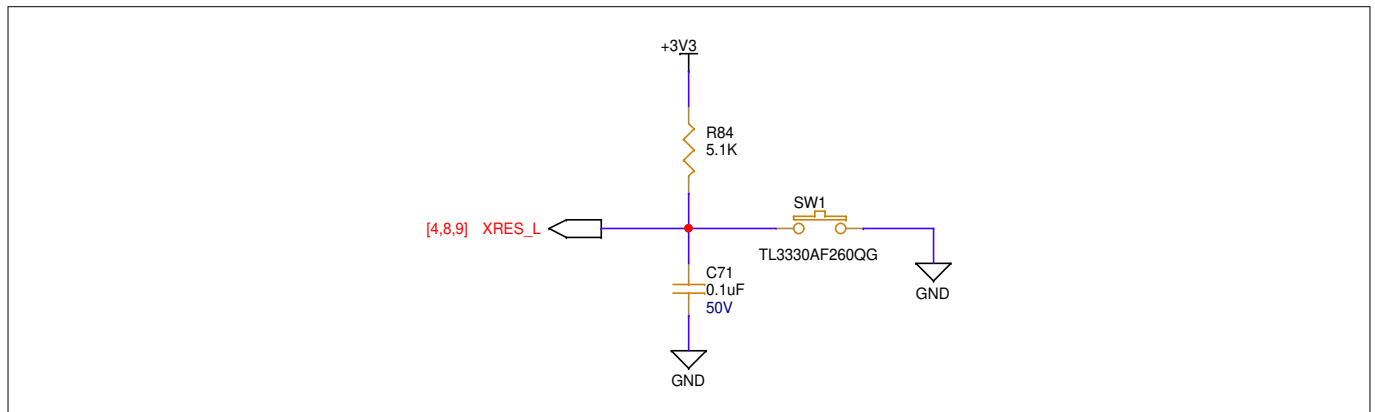 +3V3
R84
5.1K
SW1
[4,8,9] XRES_L
TL3330AF260QG
C71
0.1uF
50V
GND
GND